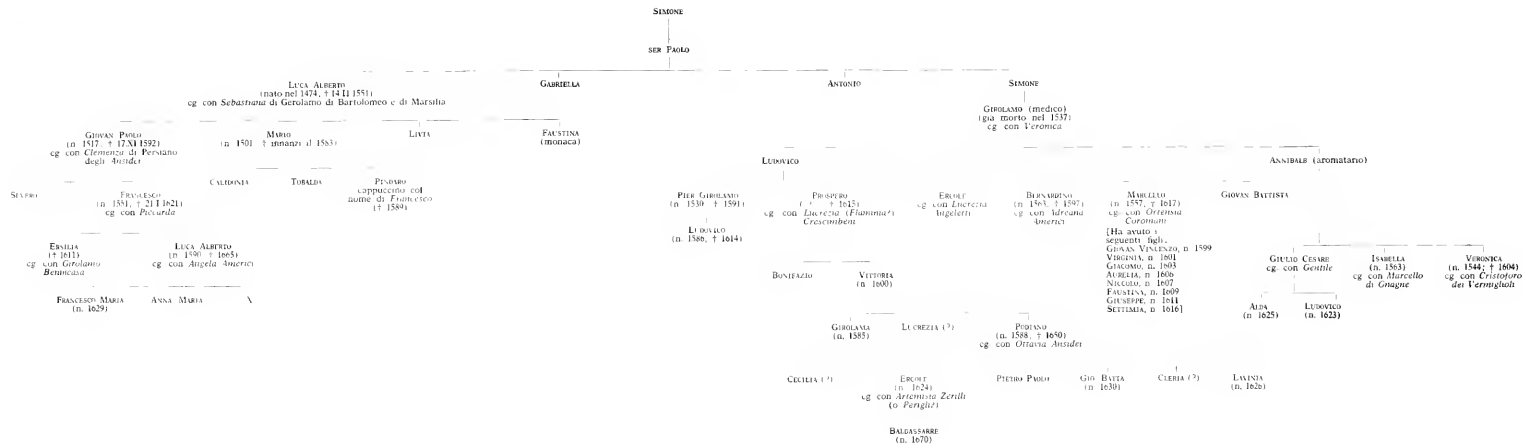 SIMONE
SER PAOLO
LUCA ALBERTO
(nato nel 1474, † 14 II 1551)
cg con Sebastiana di Gerolamo di Bartolomeo e di Marsilia
GABRIELLA
ANTONIO
SIMONE
GIROLAMO (medico)
(già morto nel 1537)
cg con Veronica
GIOVAN PAOLO
(n 1517, † 17 XI 1592)
cg con Clemenza di Persiano
degli Ansidei
MARIO
(n 1501 † innanzi il 1583)
LIVIA
FAUSTINA
(monaca)
LUDOVICO
ANNIBALE (aromatario)
SEVERO
FRANCESCO
(n 1551, † 21 I 1621)
cg con Piccarda
CALIDONIA
TOBALDA
PINDARO
cappuccino col
nome di Francesco
(† 1589)
PIER GIROLAMO
(n 1530 † 1591)
LUDOVICO
(n. 1586, † 1614)
PROSPERO
† 1615)
cg con Lucrezia (Flaminia?)
Crescimbeni
ERCOLE
cg con Lucrezia
Angeletti
BERNARDINO
(n 1563, † 1597)
cg con Adreana
Americi
MARCELLO
(n 1557, † 1617)
cg con Ortensia
Coromani
[Ha avuto i
seguenti figli.
GIOVAN VINCENZO, n 1599
VIRGINIA, n 1601
GIACOMO, n. 1603
AURELIA, n 1606
NICCOLO, n 1607
FAUSTINA, n. 1609
GIUSEPPE, n 1611
SETTIMIA, n 1616]
GIOVAN BATTISTA
ERSILIA
(† 1611)
cg con Girolamo
Benincasa
LUCA ALBERTO
(n 1590 † 1665)
cg con Angela Americi
GIULIO CESARE
cg. con Gentile
ISABELLA
(n. 1563)
cg con Marcello
di Gnagne
VERONICA
(n. 1544; † 1604)
cg con Cristoforo
dei Vermiglioli
BONIFAZIO
VITTORIA
(n 1600)
FRANCESCO MARIA
(n. 1629)
ANNA MARIA
ALDA
(n 1625)
LUDOVICO
(n. 1623)
GIROLAMA
(n. 1585)
LUCREZIA (?)
PODIANO
(n. 1588, † 1650)
cg con Ottavia Ansidei
CECILIA (?)
ERCOLE
(n 1624)
cg con Artemisia Zerilli
(o Periglie)
PIETRO PAOLO
GIO BATTA
(n 1630)
CLERIA (?)
LAVINIA
(n. 1626)
BALDASSARRE
(n. 1670)